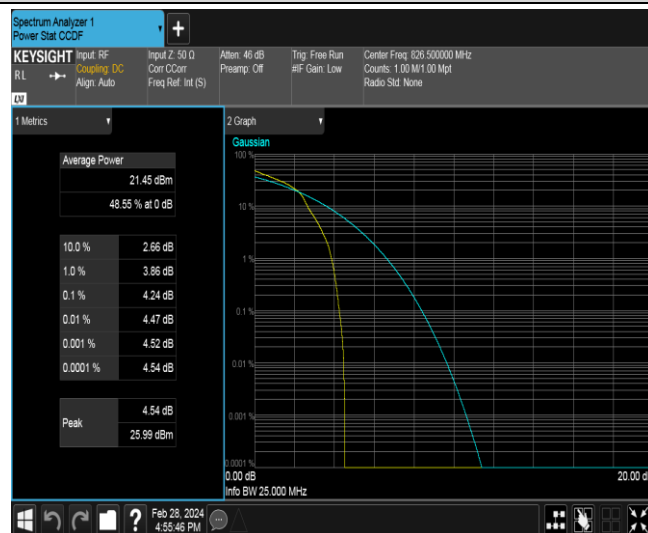 Spectrum Analyzer 1
Power Stat CCDF
+
KEYSIGHT Input: RF Input Z: 50 Ω Atten: 46 dB Trig: Free Run Center Freq: 826.500000 MHz
RL Coupling: DC Corr CCorr Preamp: Off #IF Gain: Low Counts: 1.00 M/1.00 Mpt
Align: Auto Freq Ref: Int (S) Radio Std: None
LXI
1 Metrics 2 Graph
Gaussian
Average Power
21.45 dBm
48.55 % at 0 dB
10.0 % 2.66 dB
1.0 % 3.86 dB
0.1 % 4.24 dB
0.01 % 4.47 dB
0.001 % 4.52 dB
0.0001 % 4.54 dB
Peak 4.54 dB
25.99 dBm
100 %
10 %
1 %
0.1 %
0.01 %
0.001 %
0.0001 %
0.00 dB 20.00 d
Info BW 25.000 MHz
? Feb 28, 2024
4:55:46 PM